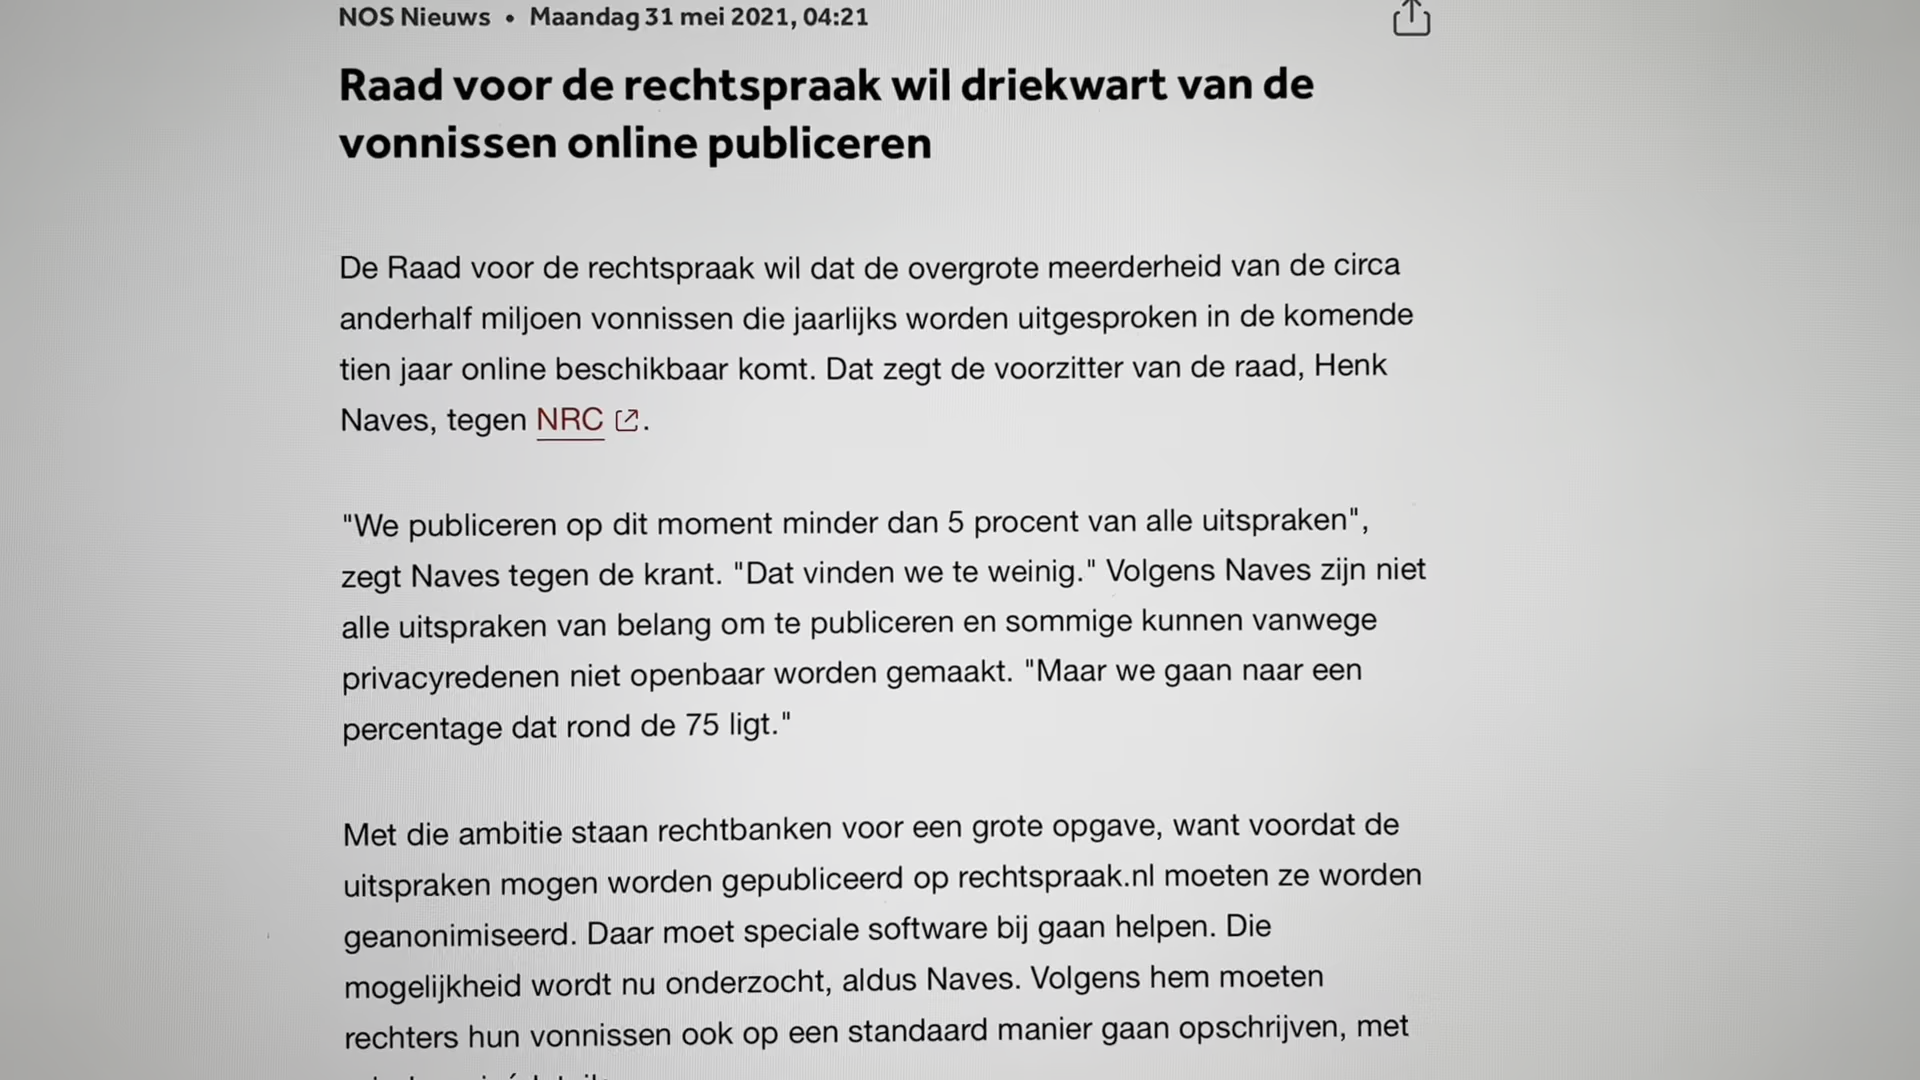 NOS Nieuws • Maandag 31 mei 2021, 04:21
Raad voor de rechtspraak wil driekwart van de
vonnissen online publiceren
De Raad voor de rechtspraak wil dat de overgrote meerderheid van de circa
anderhalf miljoen vonnissen die jaarlijks worden uitgesproken in de komende
tien jaar online beschikbaar komt. Dat zegt de voorzitter van de raad, Henk
Naves, tegen NRC.
"We publiceren op dit moment minder dan 5 procent van alle uitspraken",
zegt Naves tegen de krant. "Dat vinden we te weinig." Volgens Naves zijn niet
alle uitspraken van belang om te publiceren en sommige kunnen vanwege
privacyredenen niet openbaar worden gemaakt. "Maar we gaan naar een
percentage dat rond de 75 ligt."
Met die ambitie staan rechtbanken voor een grote opgave, want voordat de
uitspraken mogen worden gepubliceerd op rechtspraak.nl moeten ze worden
geanonimiseerd. Daar moet speciale software bij gaan helpen. Die
mogelijkheid wordt nu onderzocht, aldus Naves. Volgens hem moeten
rechters hun vonnissen ook op een standaard manier gaan opschrijven, met